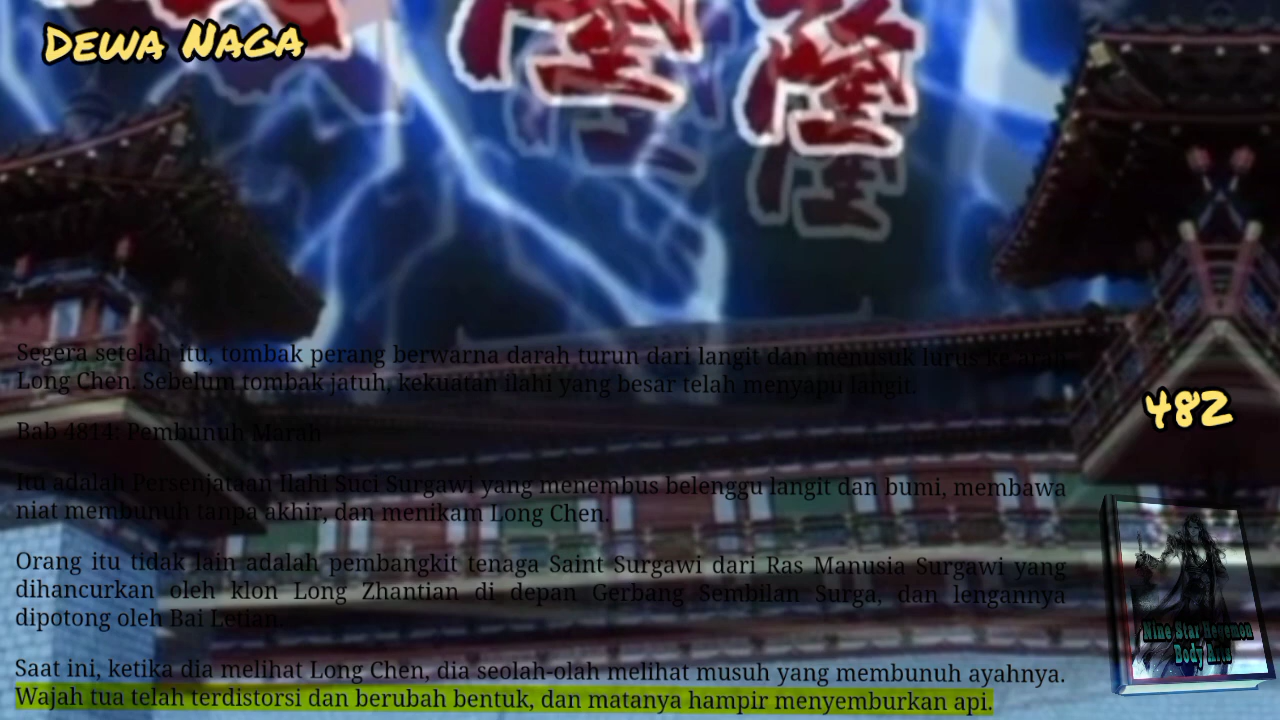 Dewa Naga
隆 隆
Segera setelah itu, tombak perang berwarna darah turun dari langit dan menusuk lurus ke arah
Long Chen. Sebelum tombak jatuh, kekuatan ilahi yang besar telah menyapu langit.
482
Bab 4814: Pembunuh Marah
Itu adalah Persenjataan Ilahi Suci Surgawi yang menembus belenggu langit dan bumi, membawa
niat membunuh tanpa akhir, dan menikam Long Chen.
Orang itu tidak lain adalah pembangkit tenaga Saint Surgawi dari Ras Manusia Surgawi yang
dihancurkan oleh klon Long Zhantian di depan Gerbang Sembilan Surga, dan lengannya
dipotong oleh Bai Letian.
Nine Star Hegemon
Body Arts
Saat ini, ketika dia melihat Long Chen, dia seolah-olah melihat musuh yang membunuh ayahnya.
Wajah tua telah terdistorsi dan berubah bentuk, dan matanya hampir menyemburkan api.